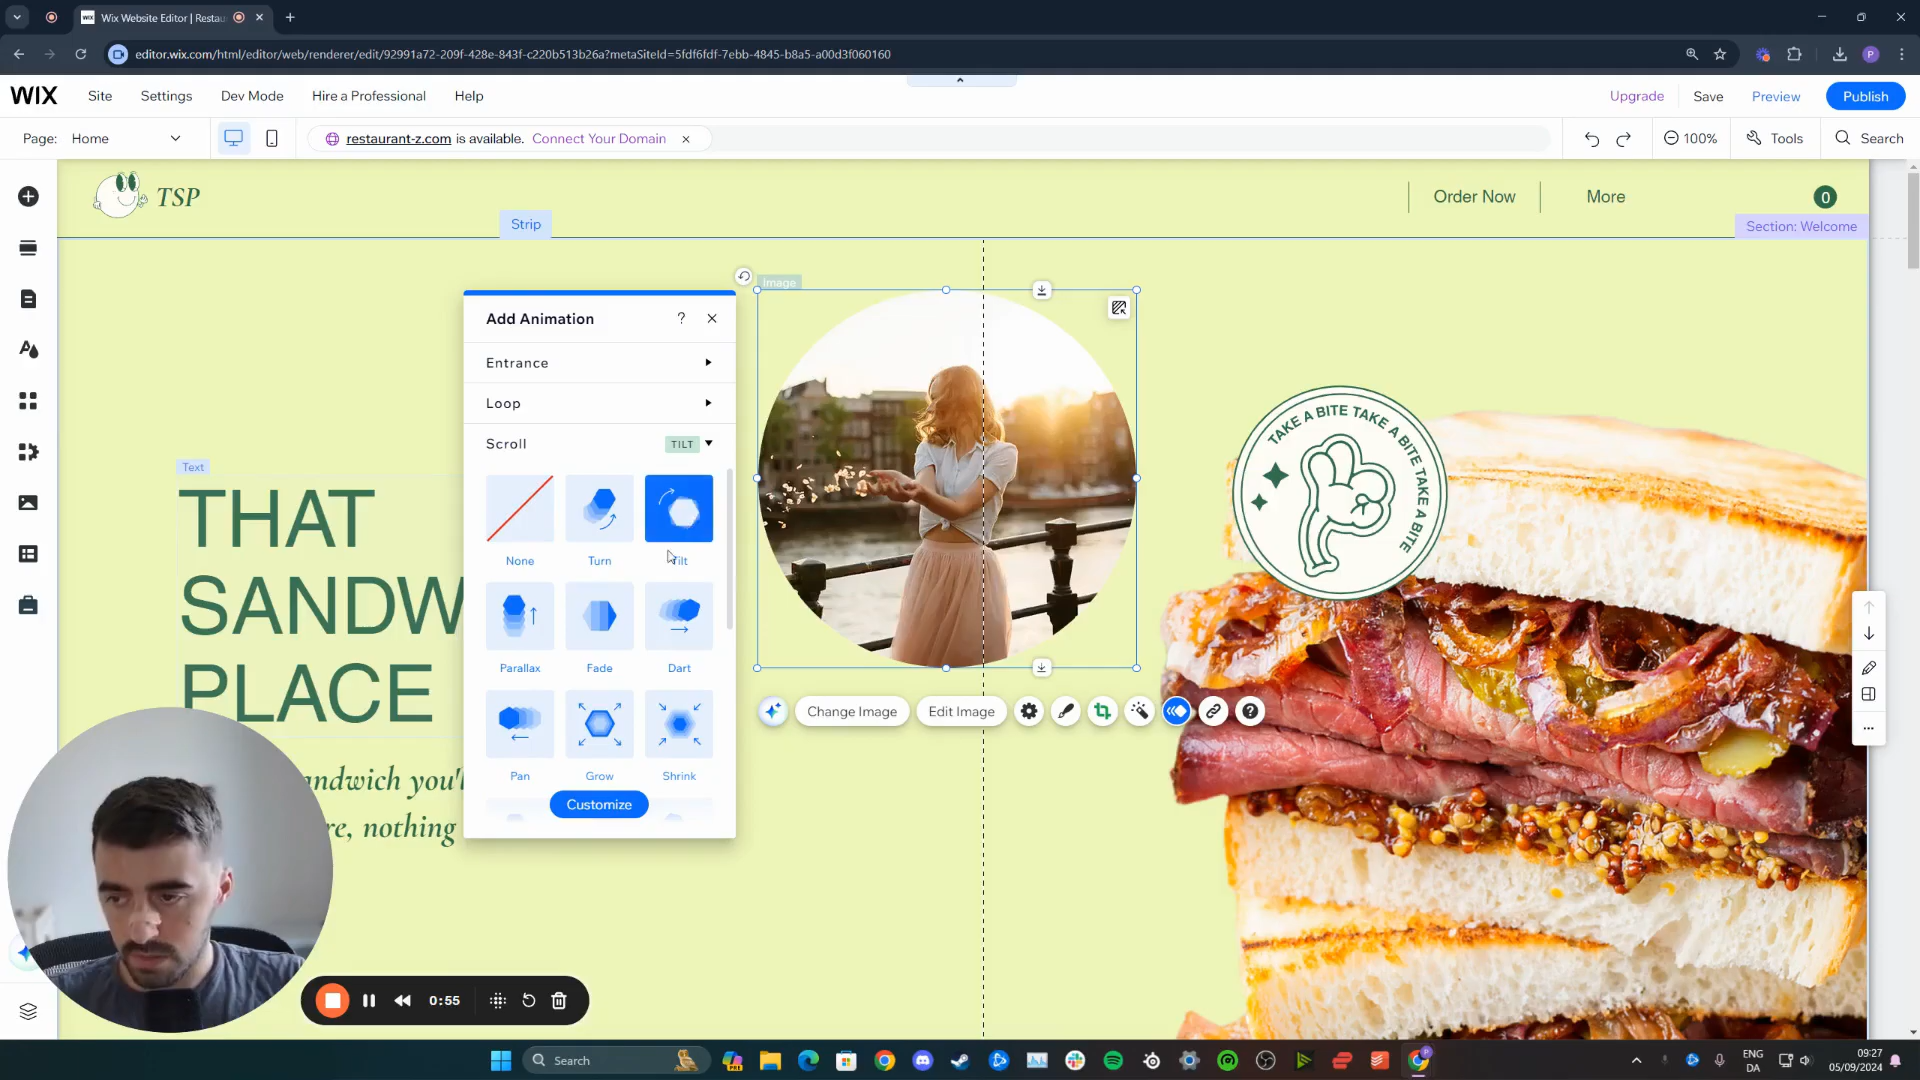 Wix Website Editor | Restau
editor.wix.com/html/editor/web/renderer/edit/92991a72-209f-428e-843f-c220b513b26a?metaSiteId=5fdf6fdf-7ebb-4845-b8a5-a00d3f060160
P
WIX
Site
Settings
Dev Mode
Hire a Professional
Help
Upgrade
Save
Preview
Publish
Page:
Home
restaurant-z.com is available.
Connect Your Domain
100%
Tools
Search
TSP
Order Now
More
0
Strip
Section: Welcome
Image
Add Animation
?
Entrance
Loop
Scroll
TILT
None
Turn
Tilt
Parallax
Fade
Dart
Pan
Grow
Shrink
Customize
Text
THAT
SANDW
PLACE
andwich you'l
re, nothing
TAKE A BITE TAKE A BITE TAKE A BITE
Change Image
Edit Image
0:55
Search
ENG
DA
09:27
05/09/2024